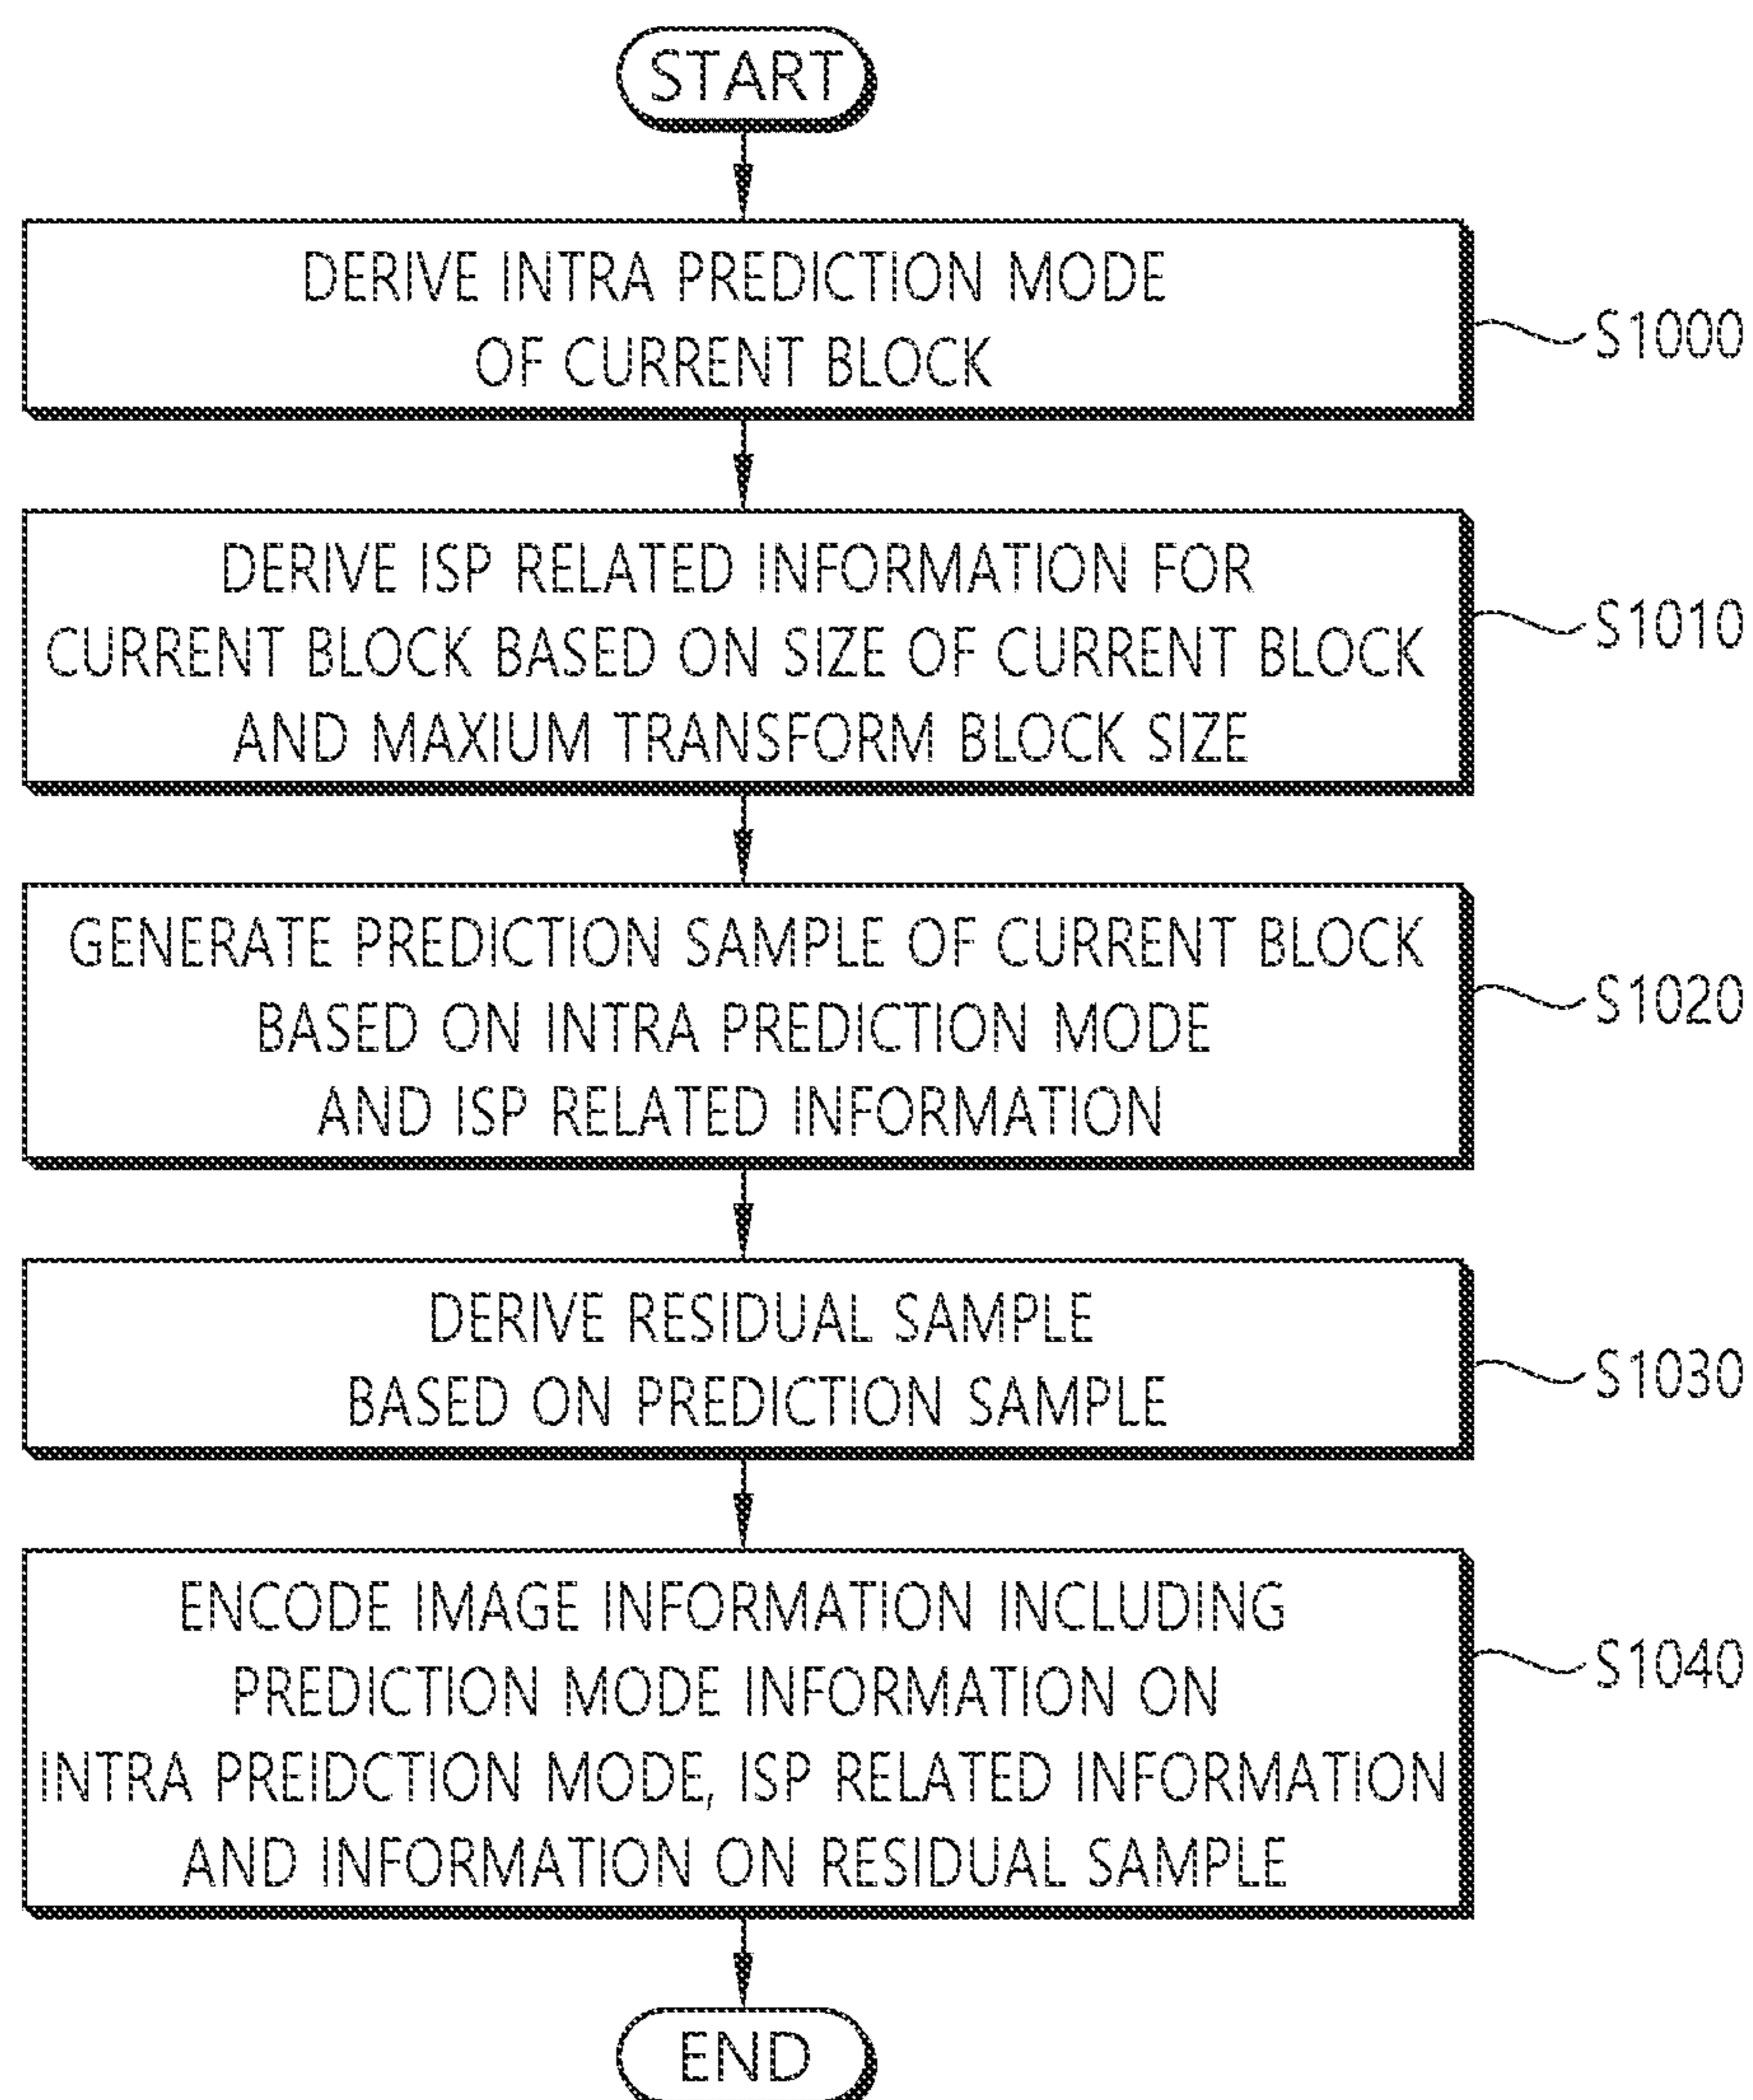 START
DERIVE INTRA PREDICTION MODE
OF CURRENT BLOCK
S1000
DERIVE ISP RELATED INFORMATION FOR
CURRENT BLOCK BASED ON SIZE OF CURRENT BLOCK
AND MAXIUM TRANSFORM BLOCK SIZE
S1010
GENERATE PREDICTION SAMPLE OF CURRENT BLOCK
BASED ON INTRA PREDICTION MODE
AND ISP RELATED INFORMATION
S1020
DERIVE RESIDUAL SAMPLE
BASED ON PREDICTION SAMPLE
S1030
ENCODE IMAGE INFORMATION INCLUDING
PREDICTION MODE INFORMATION ON
INTRA PREIDCTION MODE, ISP RELATED INFORMATION
AND INFORMATION ON RESIDUAL SAMPLE
S1040
END